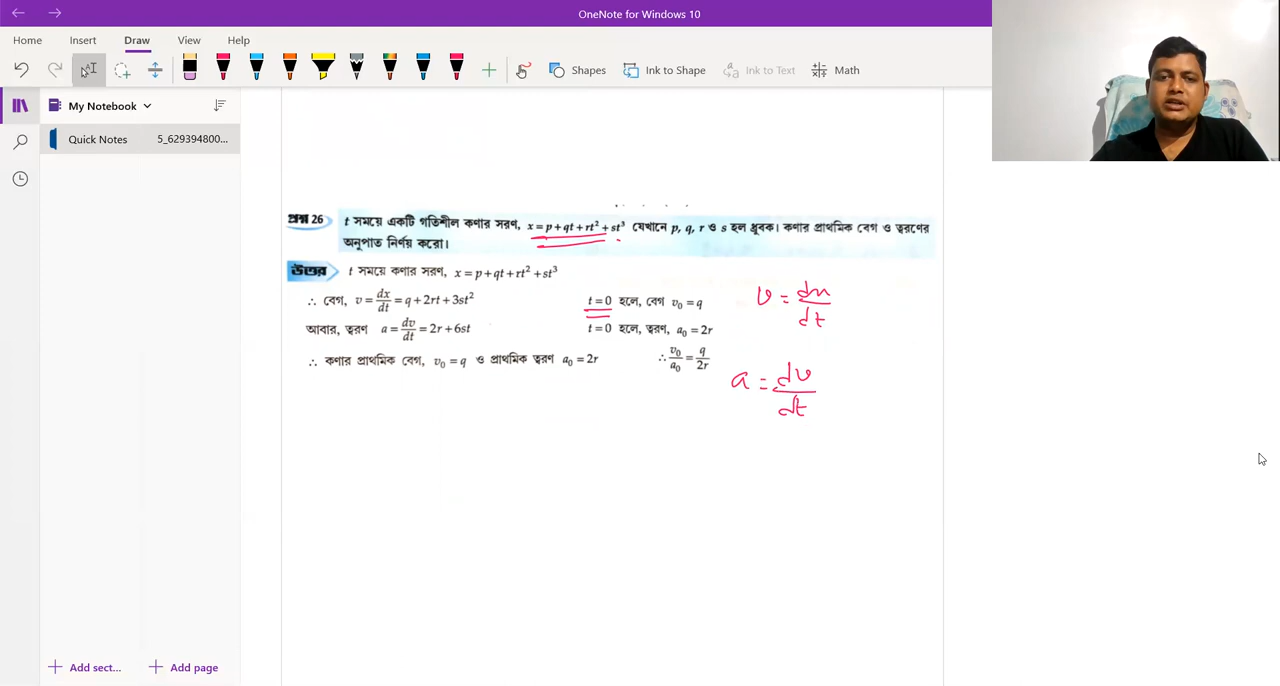 OneNote for Windows 10
Home Insert Draw View Help
Shapes Ink to Shape Ink to Text Math
My Notebook
Quick Notes 5_629394800...
প্রশ্ন 26 t সময়ে একটি গতিশীল কণার সরণ, x = p + qt + rt² + st³ যেখানে p, q, r ও s হল ধ্রুবক। কণার প্রাথমিক বেগ ও ত্বরণের
অনুপাত নির্ণয় করো।
উত্তর t সময়ে কণার সরণ, x = p + qt + rt² + st³
∴ বেগ, v = dx/dt = q + 2rt + 3st² t = 0 হলে, বেগ v₀ = q
আবার, ত্বরণ a = dv/dt = 2r + 6st t = 0 হলে, ত্বরণ, a₀ = 2r
∴ কণার প্রাথমিক বেগ, v₀ = q ও প্রাথমিক ত্বরণ a₀ = 2r ∴ v₀/a₀ = q/2r
v = dx/dt
a = dv/dt
Add sect... Add page